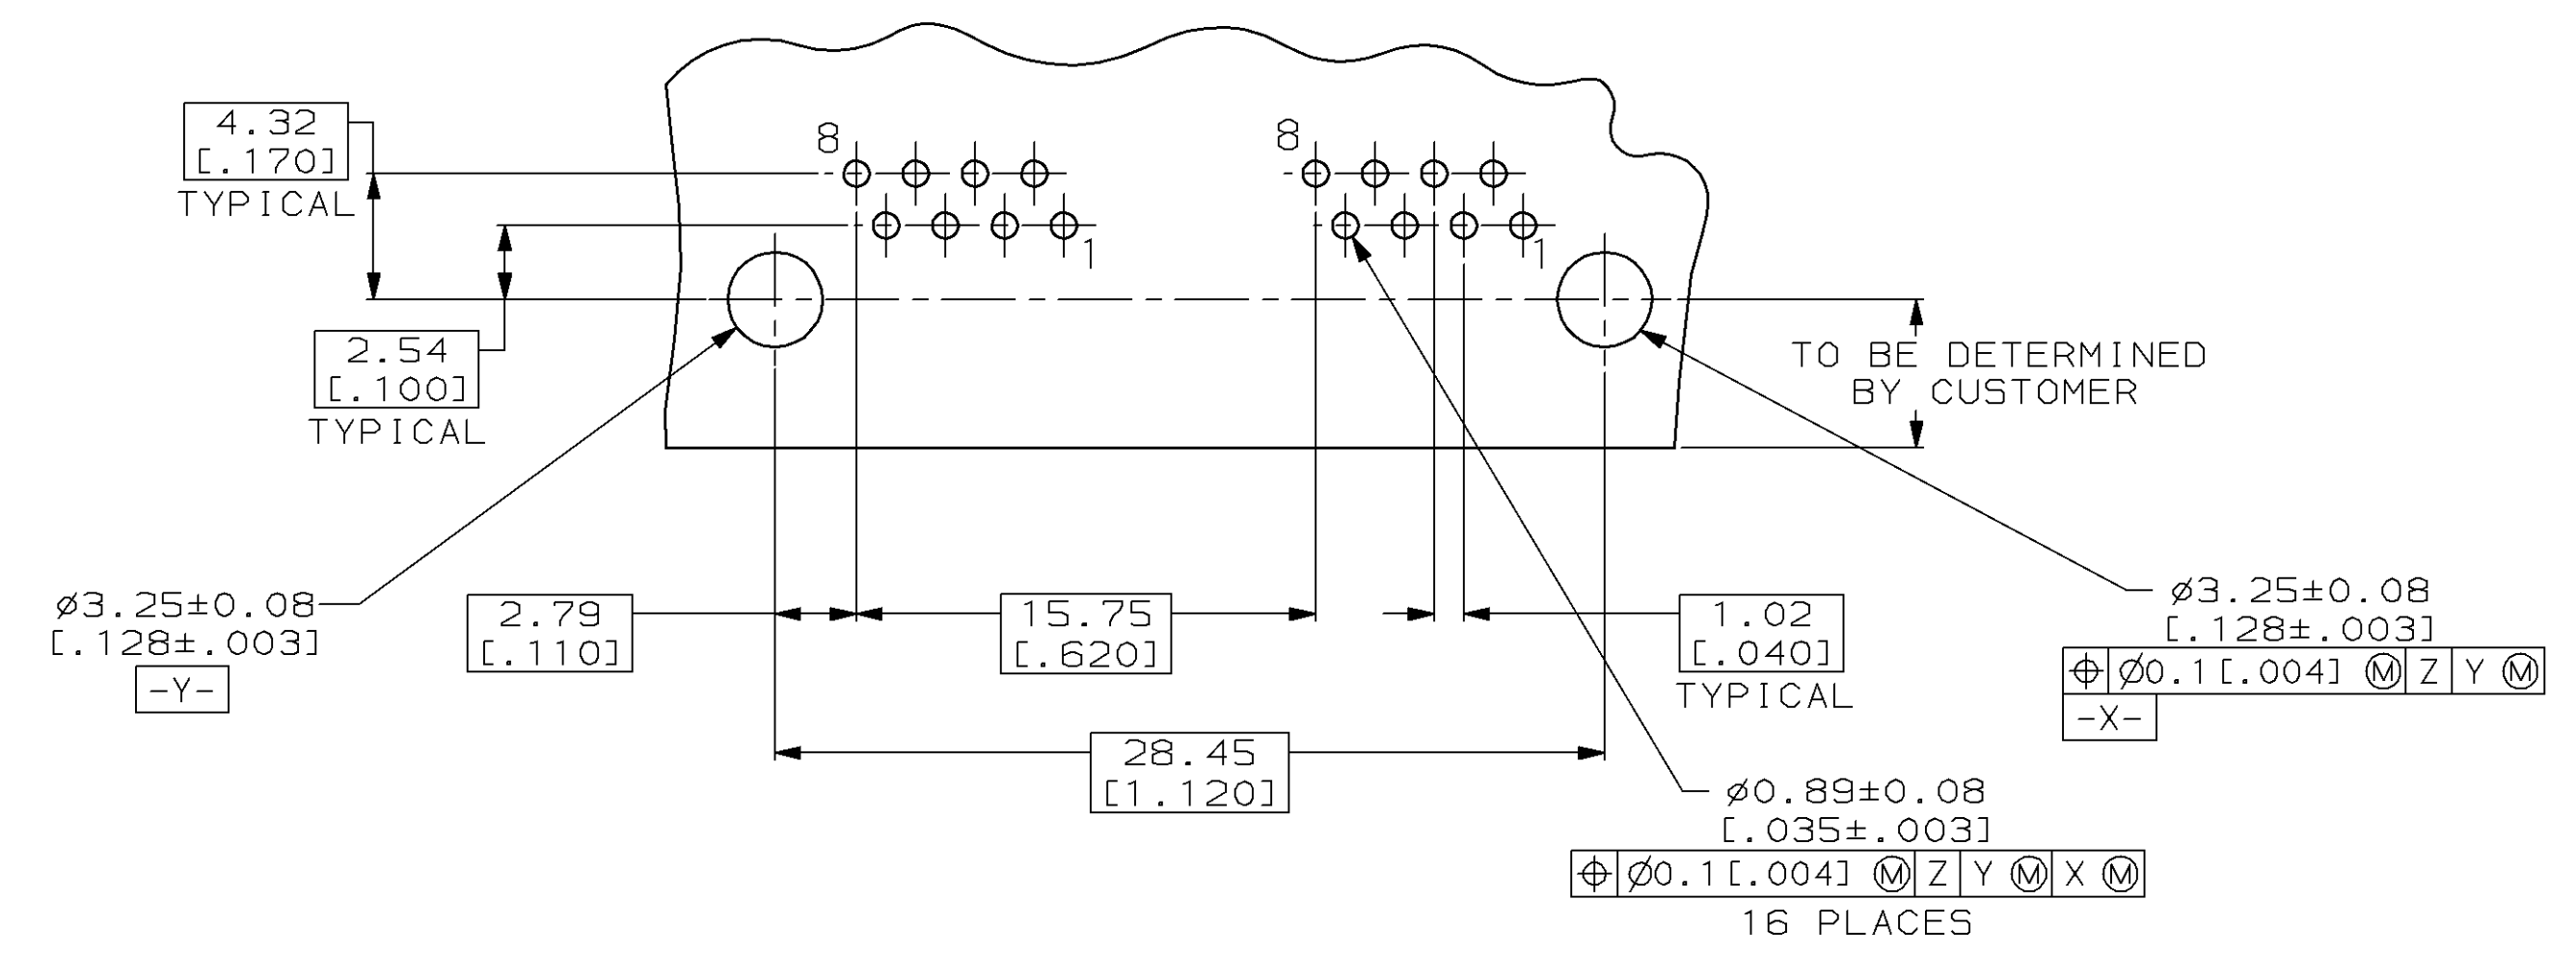 8
8
4.32
[.170]
TYPICAL
1
1
2.54
[.100]
TYPICAL
TO BE DETERMINED
BY CUSTOMER
ø3.25±0.08
[.128±.003]
-Y-
2.79
[.110]
15.75
[.620]
1.02
[.040]
TYPICAL
ø3.25±0.08
[.128±.003]
⌖ Ø0.1[.004] Ⓜ Z Y Ⓜ
-X-
28.45
[1.120]
ø0.89±0.08
[.035±.003]
⌖ Ø0.1[.004] Ⓜ Z Y Ⓜ X Ⓜ
16 PLACES